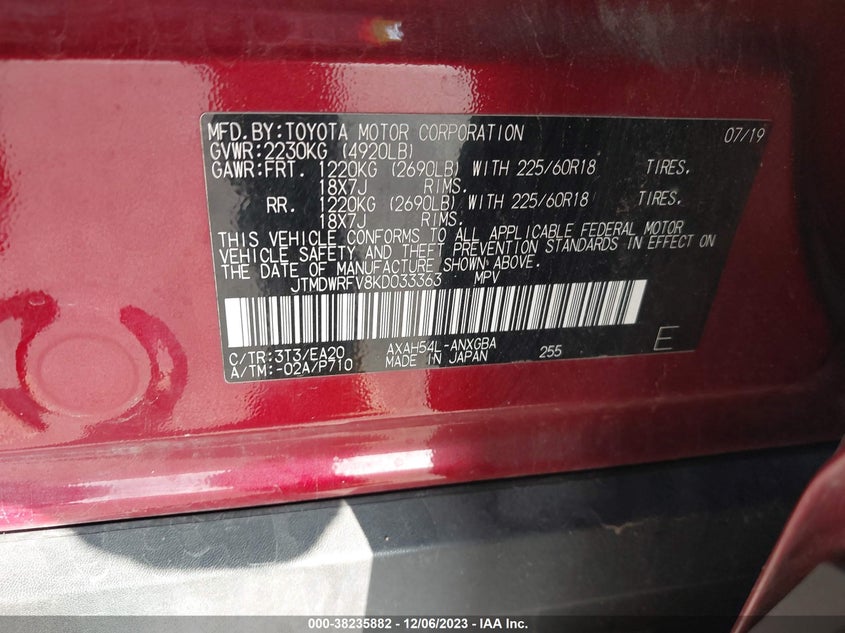 MFD.BY:TOYOTA MOTOR CORPORATION 07/19
GVWR:2230KG (4920LB)
GAWR:FRT. 1220KG (2690LB) WITH 225/60R18 TIRES.
18X7J RIMS.
RR. 1220KG (2690LB) WITH 225/60R18 TIRES.
18X7J RIMS.
THIS VEHICLE CONFORMS TO ALL APPLICABLE FEDERAL MOTOR
VEHICLE SAFETY AND THEFT PREVENTION STANDARDS IN EFFECT ON
THE DATE OF MANUFACTURE SHOWN ABOVE.
JTMDWRFV8KD033363 MPV
C/TR:3T3/EA20 AXAH54L-ANXGBA
A/TM:-02A/P710 MADE IN JAPAN 255 E
000-38235882 - 12/06/2023 - IAA Inc.